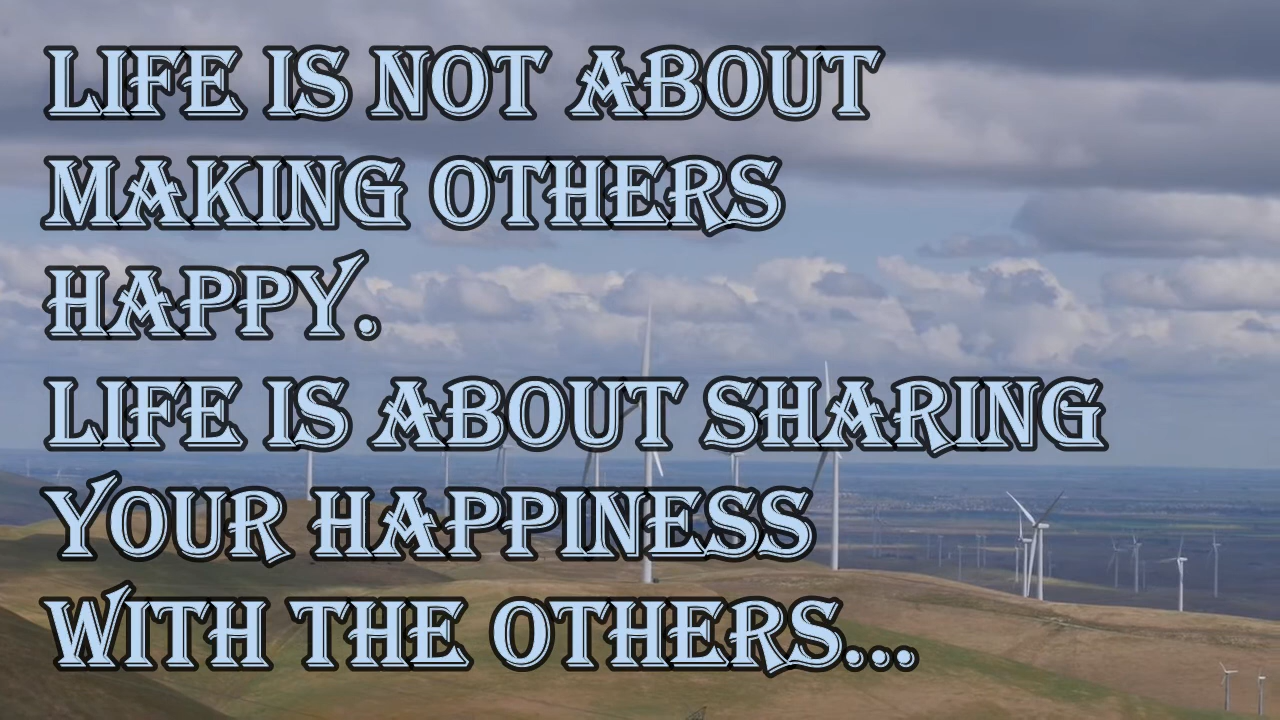 LIFE IS NOT ABOUT
MAKING OTHERS
HAPPY.
LIFE IS ABOUT SHARING
YOUR HAPPINESS
WITH THE OTHERS...